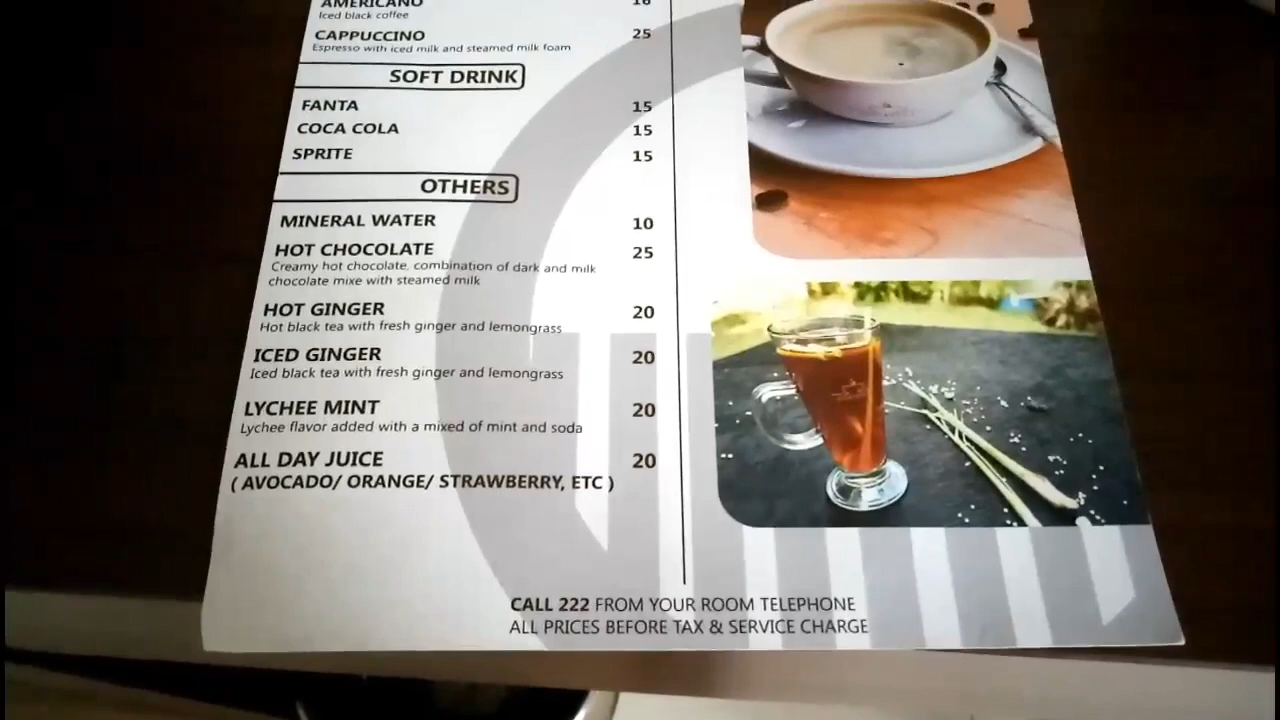 AMERICANO 16
Iced black coffee
CAPPUCCINO 25
Espresso with iced milk and steamed milk foam
SOFT DRINK
FANTA 15
COCA COLA 15
SPRITE 15
OTHERS
MINERAL WATER 10
HOT CHOCOLATE 25
Creamy hot chocolate, combination of dark and milk
chocolate mixe with steamed milk
HOT GINGER 20
Hot black tea with fresh ginger and lemongrass
ICED GINGER 20
Iced black tea with fresh ginger and lemongrass
LYCHEE MINT 20
Lychee flavor added with a mixed of mint and soda
ALL DAY JUICE 20
( AVOCADO/ ORANGE/ STRAWBERRY, ETC )
CALL 222 FROM YOUR ROOM TELEPHONE
ALL PRICES BEFORE TAX & SERVICE CHARGE